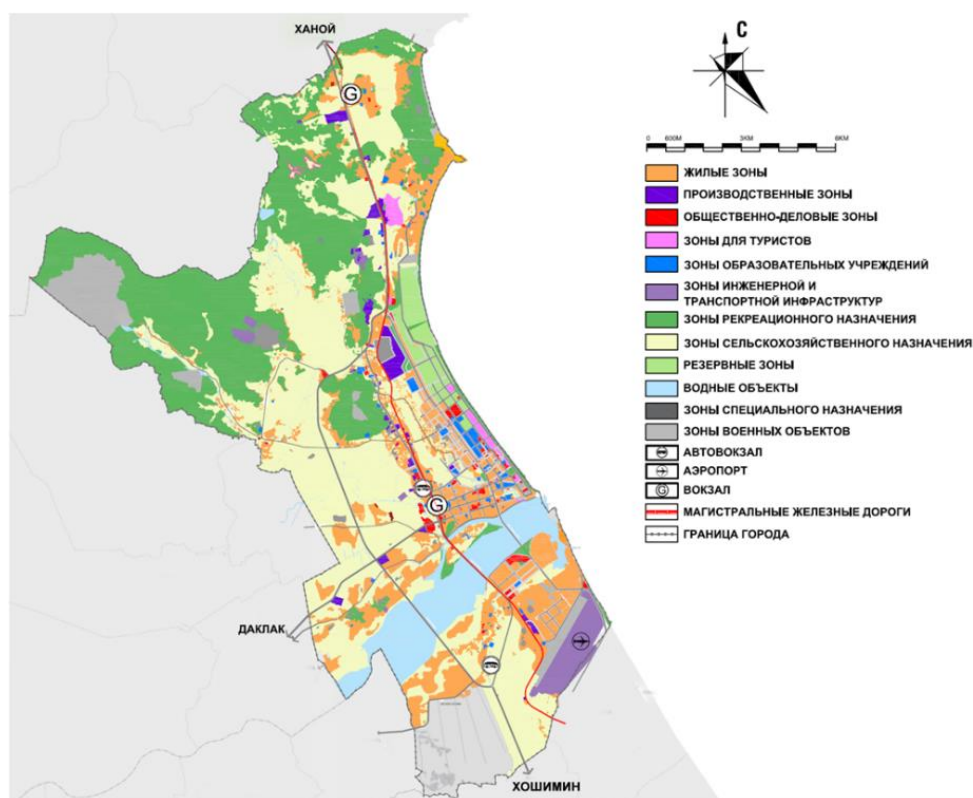 ХАНОЙ
G
G
ДАКЛАК
ХОШИМИН
С
0 600М 3КМ 6КМ
ЖИЛЫЕ ЗОНЫ
ПРОИЗВОДСТВЕННЫЕ ЗОНЫ
ОБЩЕСТВЕННО-ДЕЛОВЫЕ ЗОНЫ
ЗОНЫ ДЛЯ ТУРИСТОВ
ЗОНЫ ОБРАЗОВАТЕЛЬНЫХ УЧРЕЖДЕНИЙ
ЗОНЫ ИНЖЕНЕРНОЙ И
ТРАНСПОРТНОЙ ИНФРАСТРУКТУР
ЗОНЫ РЕКРЕАЦИОННОГО НАЗНАЧЕНИЯ
ЗОНЫ СЕЛЬСКОХОЗЯЙСТВЕННОГО НАЗНАЧЕНИЯ
РЕЗЕРВНЫЕ ЗОНЫ
ВОДНЫЕ ОБЪЕКТЫ
ЗОНЫ СПЕЦИАЛЬНОГО НАЗНАЧЕНИЯ
ЗОНЫ ВОЕННЫХ ОБЪЕКТОВ
АВТОВОКЗАЛ
АЭРОПОРТ
G ВОКЗАЛ
МАГИСТРАЛЬНЫЕ ЖЕЛЕЗНЫЕ ДОРОГИ
ГРАНИЦА ГОРОДА